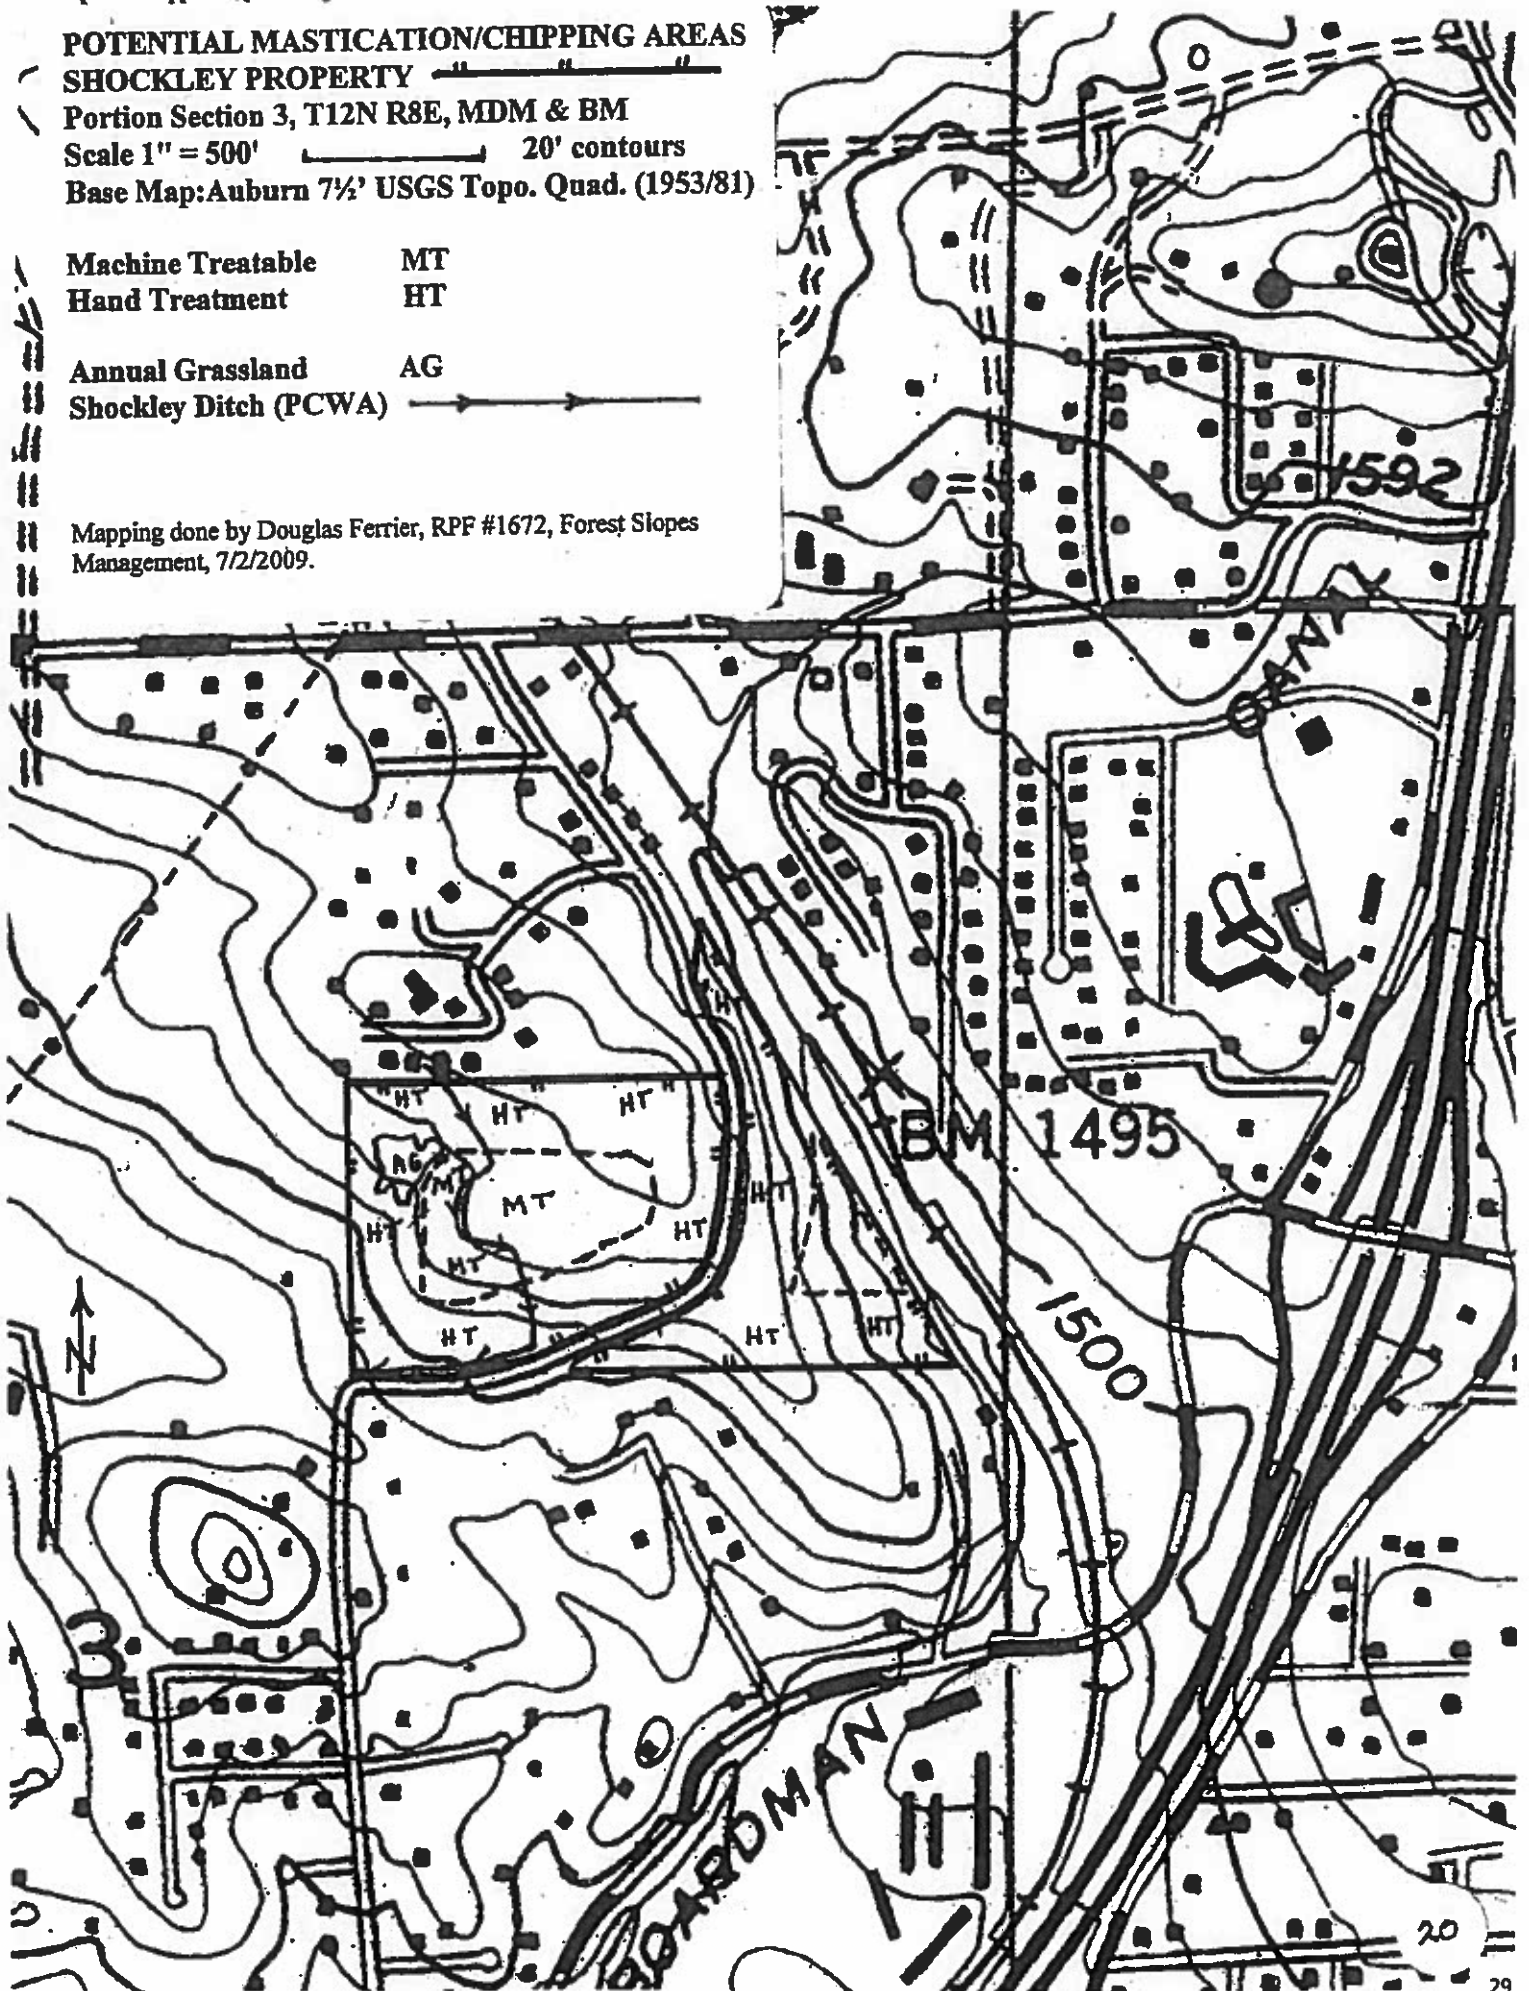 POTENTIAL MASTICATION/CHIPPING AREAS
SHOCKLEY PROPERTY
Portion Section 3, T12N R8E, MDM & BM
Scale 1" = 500' 20' contours
Base Map:Auburn 7½' USGS Topo. Quad. (1953/81)
Machine Treatable MT
Hand Treatment HT
Annual Grassland AG
Shockley Ditch (PCWA)
Mapping done by Douglas Ferrier, RPF #1672, Forest Slopes
Management, 7/2/2009.
1592
HT
HT
HT
HT
BM 1495
AG
MT
MT
HT
HT
HT
MT
HT
HT
HT
N
1500
3
BOARDMAN
20
29